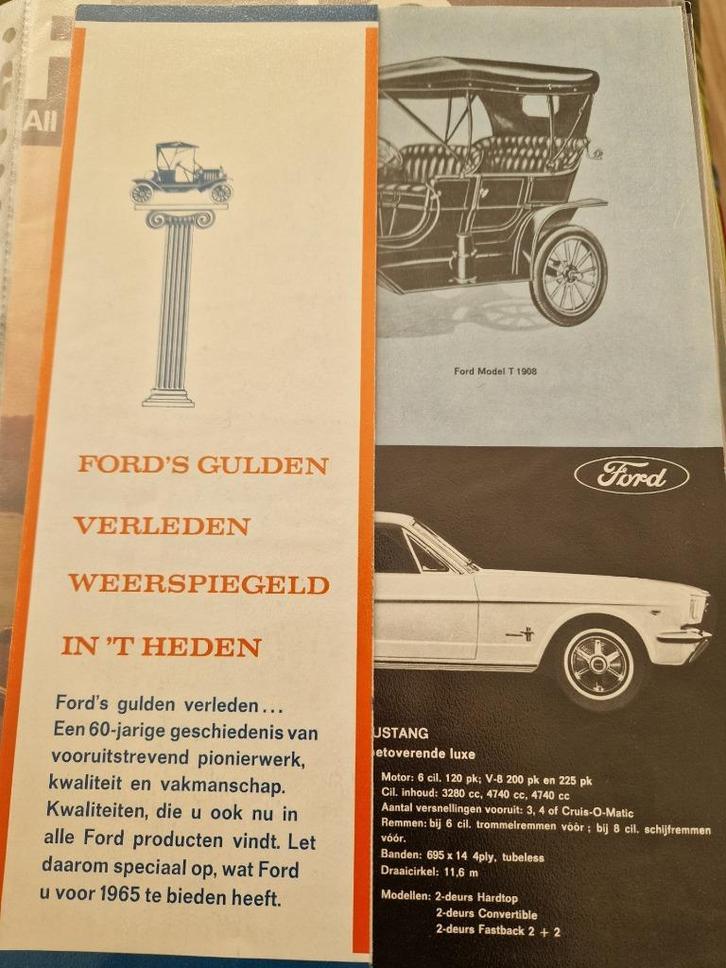 All
FORD'S GULDEN
VERLEDEN
WEERSPIEGELD
IN 'T HEDEN
Ford's gulden verleden...
Een 60-jarige geschiedenis van
vooruitstrevend pionierwerk,
kwaliteit en vakmanschap.
Kwaliteiten, die u ook nu in
alle Ford producten vindt. Let
daarom speciaal op, wat Ford
u voor 1965 te bieden heeft.
Ford Model T 1908
Ford
USTANG
etoverende luxe
Motor: 6 cil. 120 pk; V-8 200 pk en 225 pk
Cil. inhoud: 3280 cc, 4740 cc, 4740 cc
Aantal versnellingen vooruit: 3, 4 of Cruis-O-Matic
Remmen: bij 6 cil. trommelremmen vóór; bij 8 cil. schijfremmen
vóór.
Banden: 695 x 14 4ply, tubeless
Draaicirkel: 11,6 m
Modellen: 2-deurs Hardtop
2-deurs Convertible
2-deurs Fastback 2 + 2